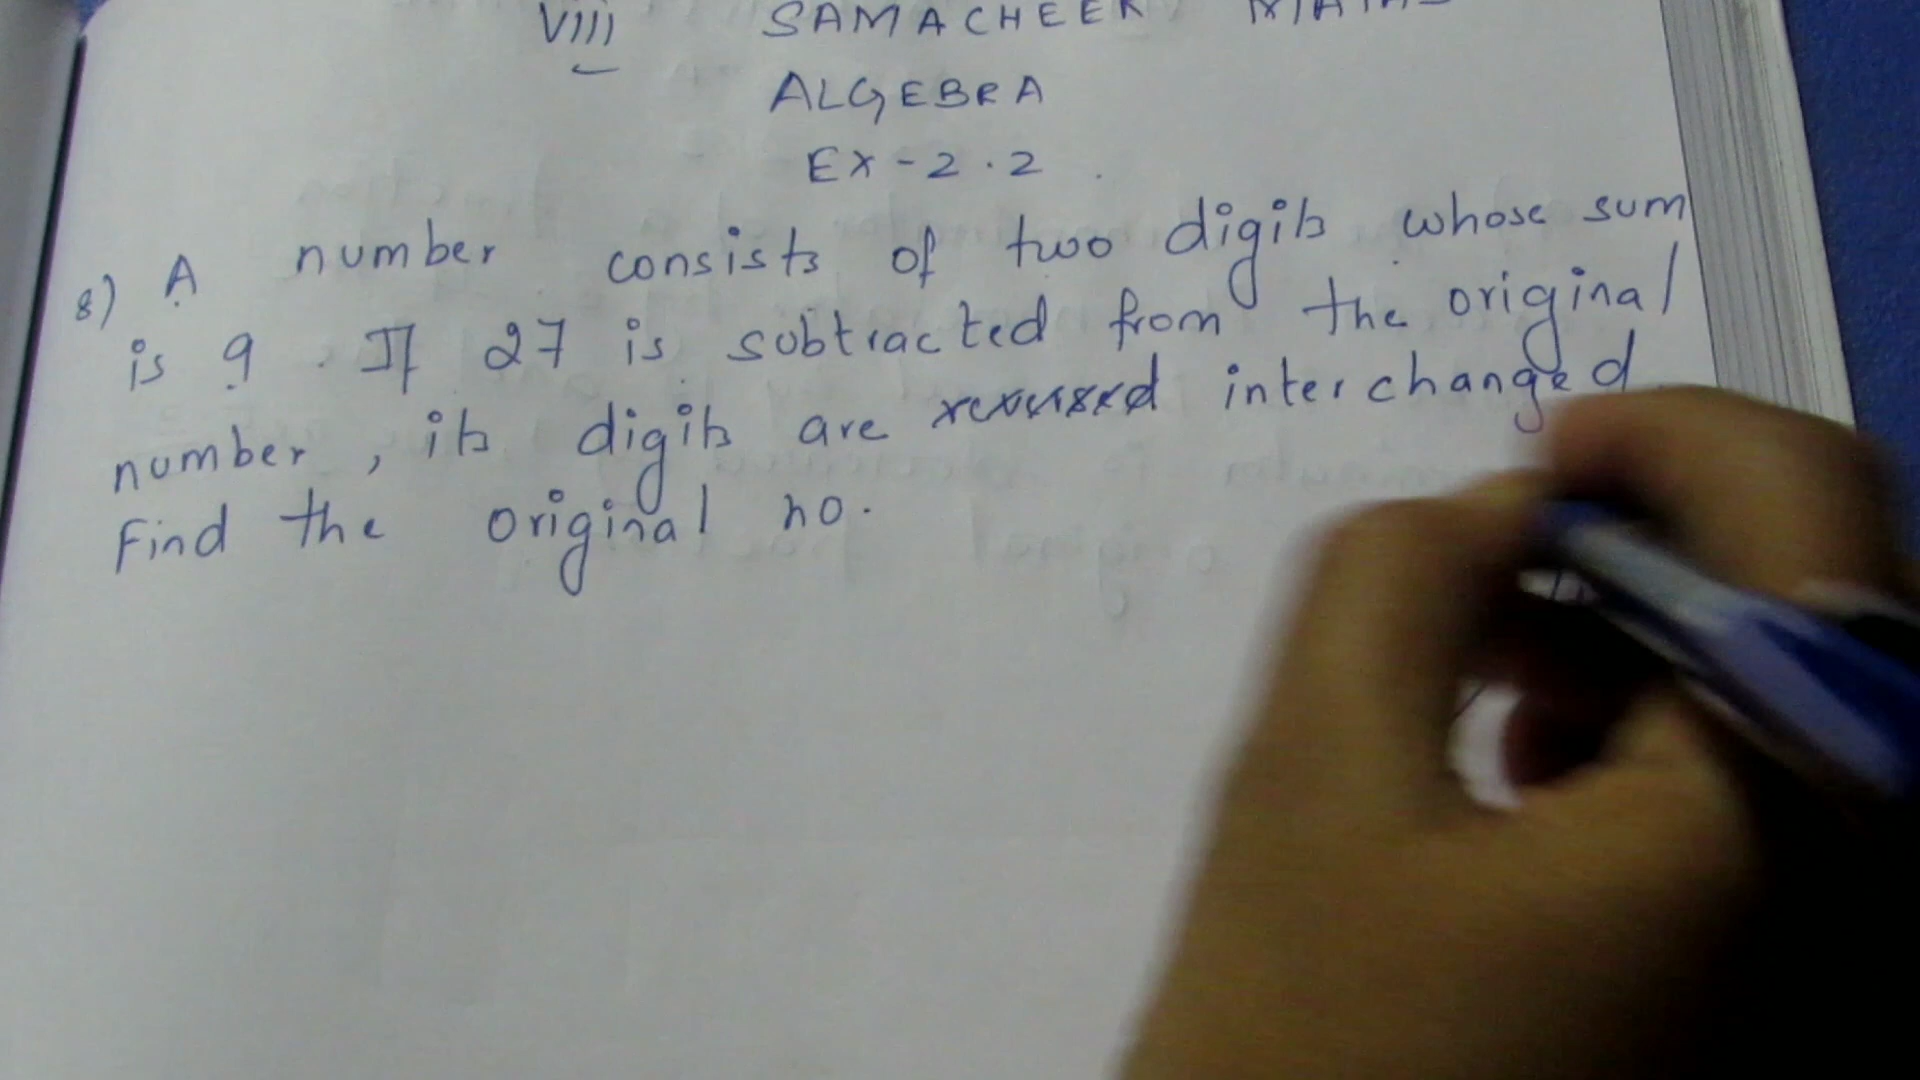 VIII SAMACHEER
ALGEBRA
EX - 2.2
8) A number consists of two digits whose sum
is 9. If 27 is subtracted from the original
number, its digits are reversed interchanged
Find the original no.